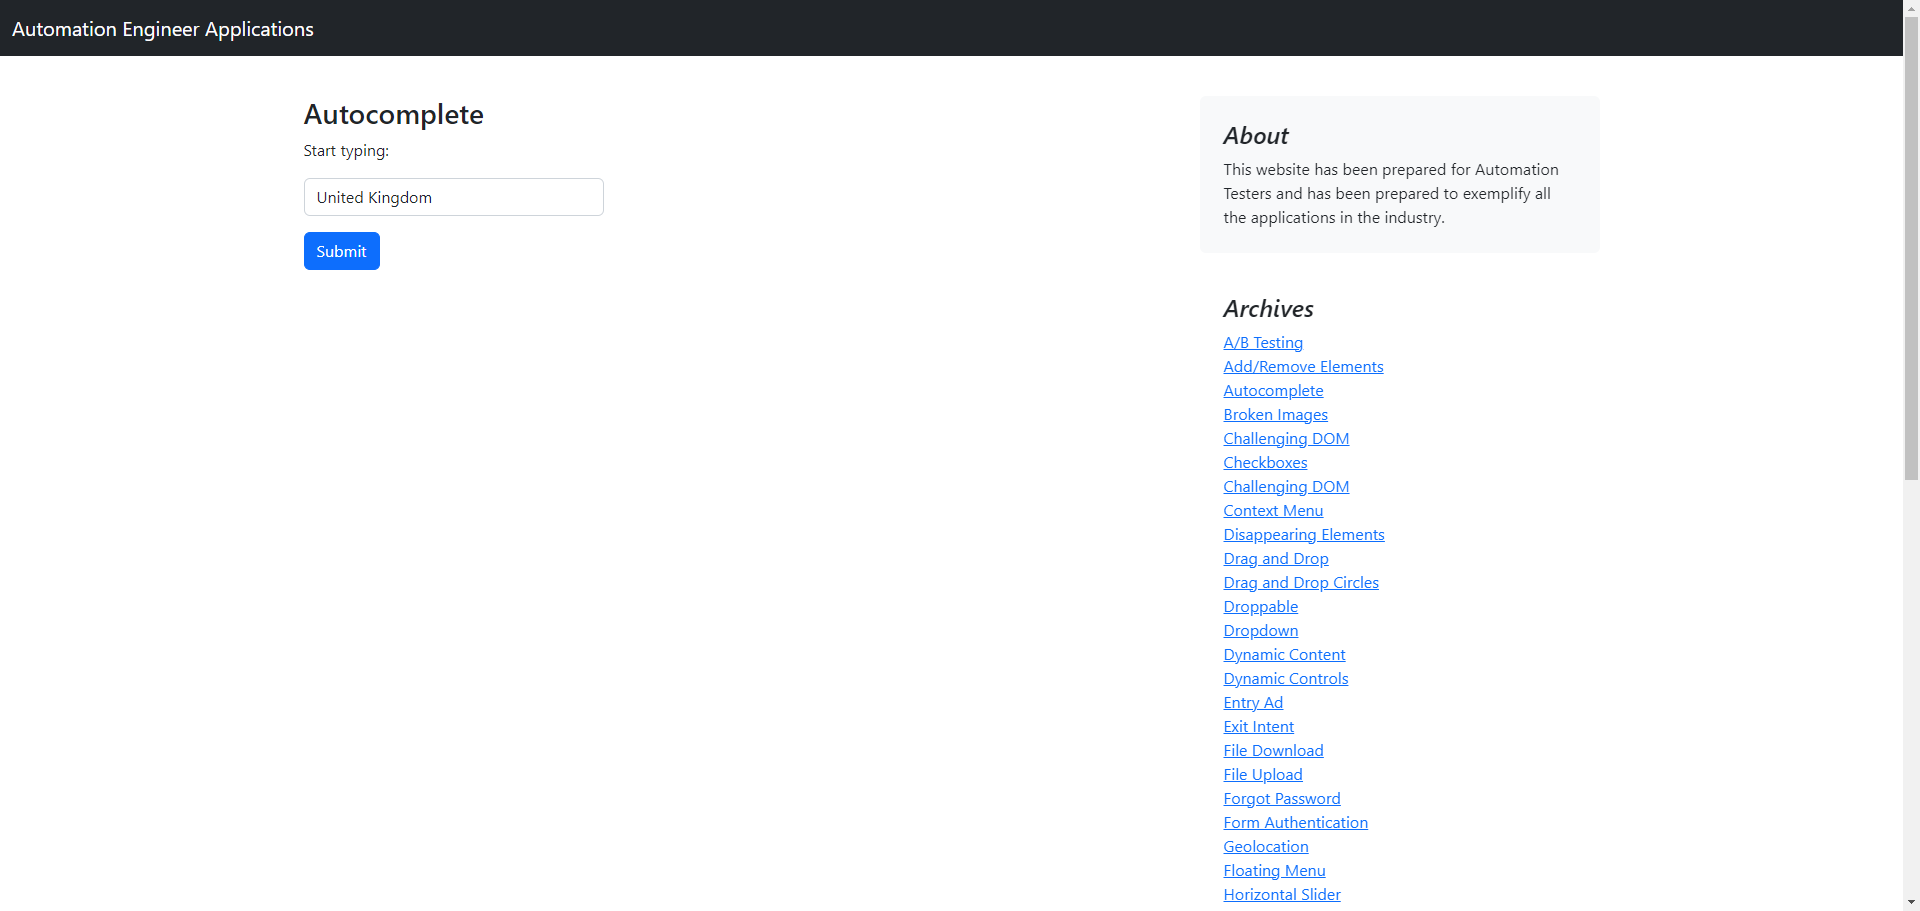 Automation Engineer Applications
Autocomplete
Start typing:
United Kingdom
Submit
About
This website has been prepared for Automation
Testers and has been prepared to exemplify all
the applications in the industry.
Archives
A/B Testing
Add/Remove Elements
Autocomplete
Broken Images
Challenging DOM
Checkboxes
Challenging DOM
Context Menu
Disappearing Elements
Drag and Drop
Drag and Drop Circles
Droppable
Dropdown
Dynamic Content
Dynamic Controls
Entry Ad
Exit Intent
File Download
File Upload
Forgot Password
Form Authentication
Geolocation
Floating Menu
Horizontal Slider